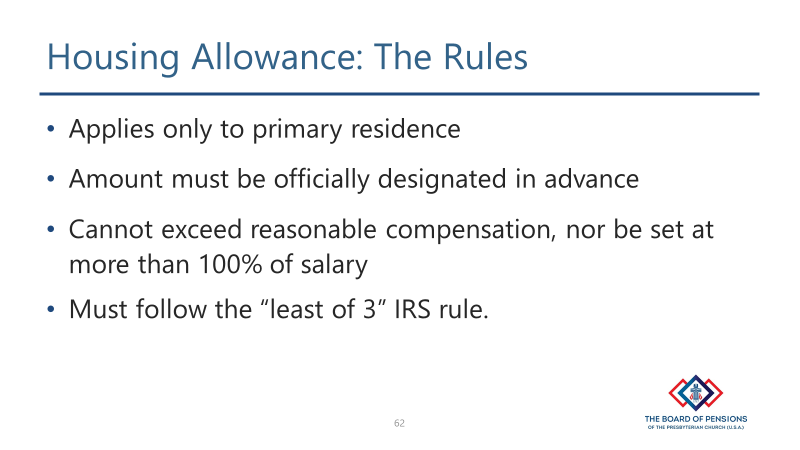 Housing Allowance: The Rules
• Applies only to primary residence
• Amount must be officially designated in advance
• Cannot exceed reasonable compensation, nor be set at
more than 100% of salary
• Must follow the “least of 3” IRS rule.
62
THE BOARD OF PENSIONS
OF THE PRESBYTERIAN CHURCH (U.S.A.)